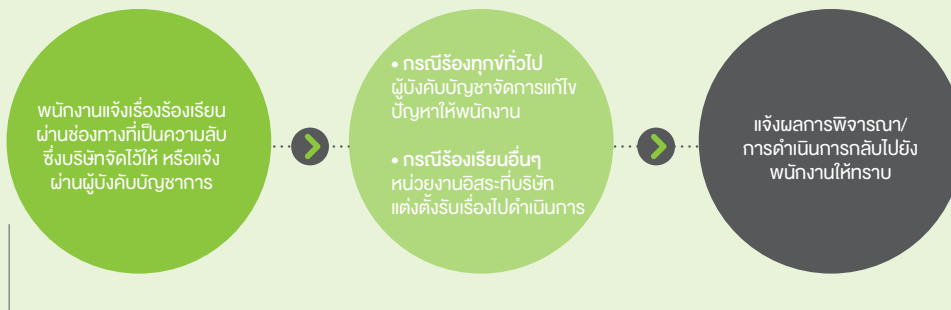 พนักงานแจ้งเรื่องร้องเรียน
ผ่านช่องทางที่เป็นความลับ
ซึ่งบริษัทจัดไว้ให้ หรือแจ้ง
ผ่านผู้บังคับบัญชาการ
• กรณีร้องทุกข์ทั่วไป
ผู้บังคับบัญชาจัดการแก้ไข
ปัญหาให้พนักงาน
• กรณีร้องเรียนอื่นๆ
หน่วยงานอิสระที่บริษัท
แต่งตั้งรับเรื่องไปดำเนินการ
แจ้งผลการพิจารณา/
การดำเนินการกลับไปยัง
พนักงานให้ทราบ